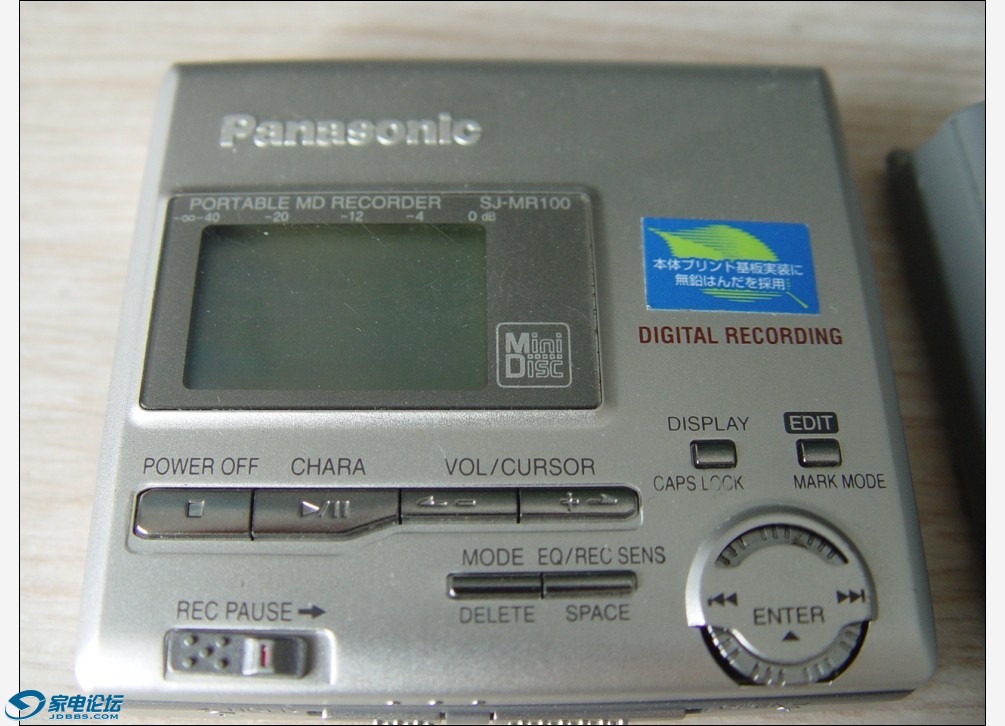 Panasonic
PORTABLE MD RECORDER SJ-MR100
-∞-40 -20 -12 -4 0 dB
本体プリント基板実装に
無鉛はんだを採用
Mini
Disc
DIGITAL RECORDING
DISPLAY EDIT
CAPS LOCK MARK MODE
POWER OFF CHARA VOL/CURSOR
MODE EQ/REC SENS
DELETE SPACE
REC PAUSE
ENTER
家电论坛
JDBBS.COM